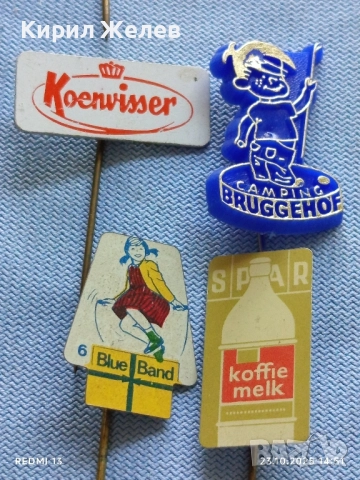 Кирил Желев
Koenvisser
CAMPING
BRUGGEHOF
6 Blue Band
SPAR
koffie
melk
REDMI 13
23.10.2025 14:51